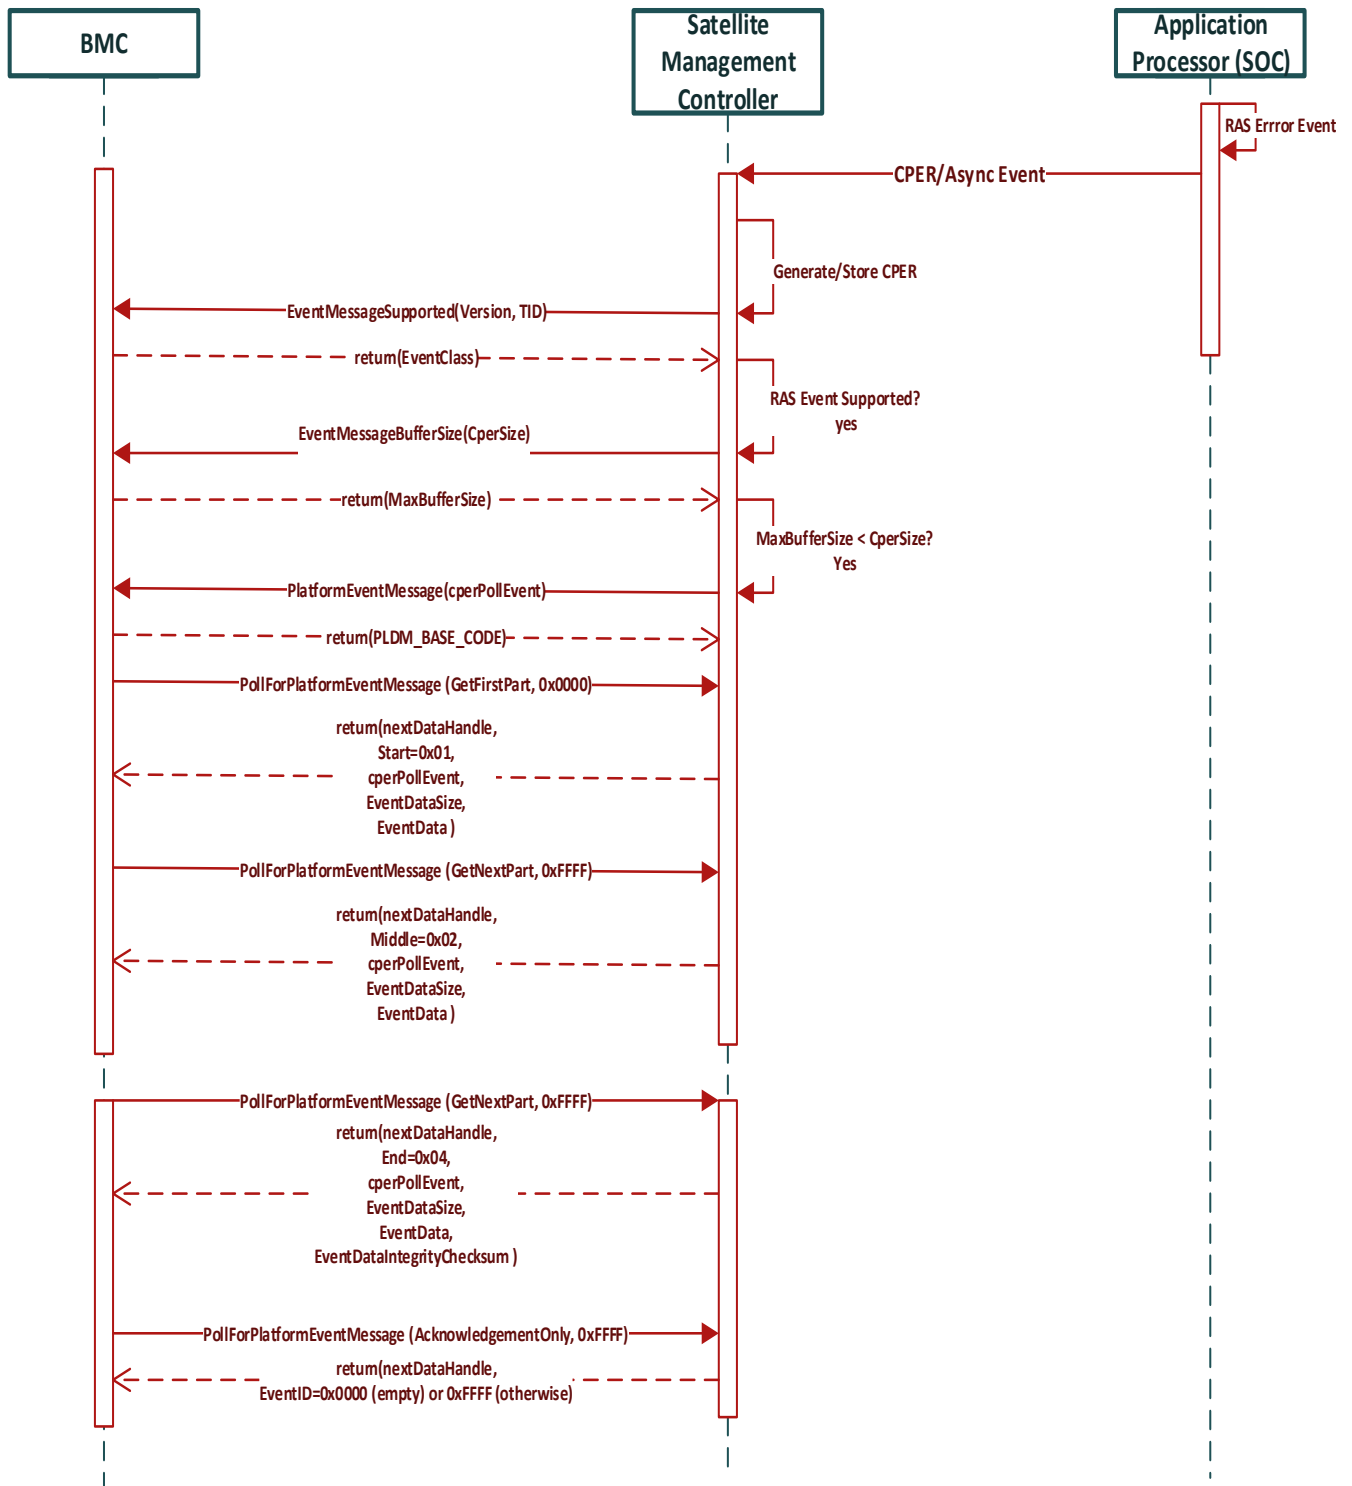 BMC
Satellite
Management
Controller
Application
Processor (SOC)
RAS Errror Event
CPER/Async Event
Generate/Store CPER
EventMessageSupported(Version, TID)
return(EventClass)
RAS Event Supported?
yes
EventMessageBufferSize(CperSize)
return(MaxBufferSize)
MaxBufferSize < CperSize?
Yes
PlatformEventMessage(cperPollEvent)
return(PLDM_BASE_CODE)
PollForPlatformEventMessage (GetFirstPart, 0x0000)
return(nextDataHandle,
Start=0x01,
cperPollEvent,
EventDataSize,
EventData )
PollForPlatformEventMessage (GetNextPart, 0xFFFF)
return(nextDataHandle,
Middle=0x02,
cperPollEvent,
EventDataSize,
EventData )
PollForPlatformEventMessage (GetNextPart, 0xFFFF)
return(nextDataHandle,
End=0x04,
cperPollEvent,
EventDataSize,
EventData,
EventDataIntegrityChecksum )
PollForPlatformEventMessage (AcknowledgementOnly, 0xFFFF)
return(nextDataHandle,
EventID=0x0000 (empty) or 0xFFFF (otherwise)